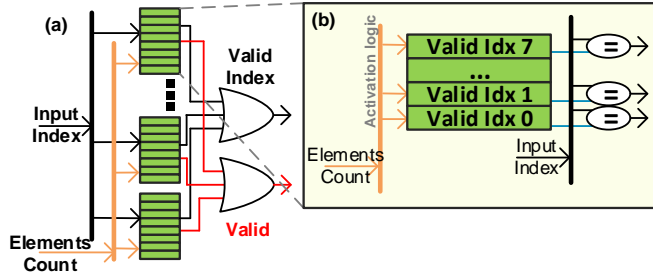 (a)
Valid
Index
Input
Index
Valid
Elements
Count
(b)
Activation logic
Valid Idx 7
...
Valid Idx 1
Valid Idx 0
=
=
=
Elements
Count
Input
Index